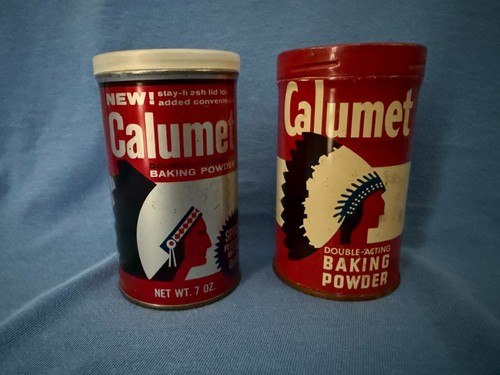 NEW! stay-fresh lid for
added convenience
Calumet
BAKING POWDER
NET WT. 7 OZ.
Calumet
DOUBLE-ACTING
BAKING
POWDER